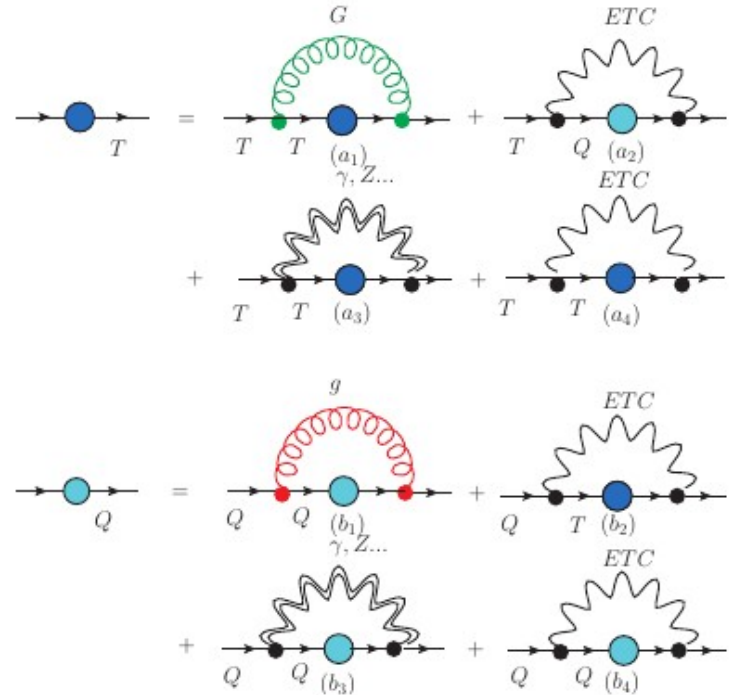 G ETC
T = T T (a₁) + T Q (a₂)
γ, Z... ETC
+ T T (a₃) + T T (a₄)
g ETC
Q = Q Q (b₁) + Q T (b₂)
γ, Z... ETC
+ Q Q (b₃) + Q Q (b₄)